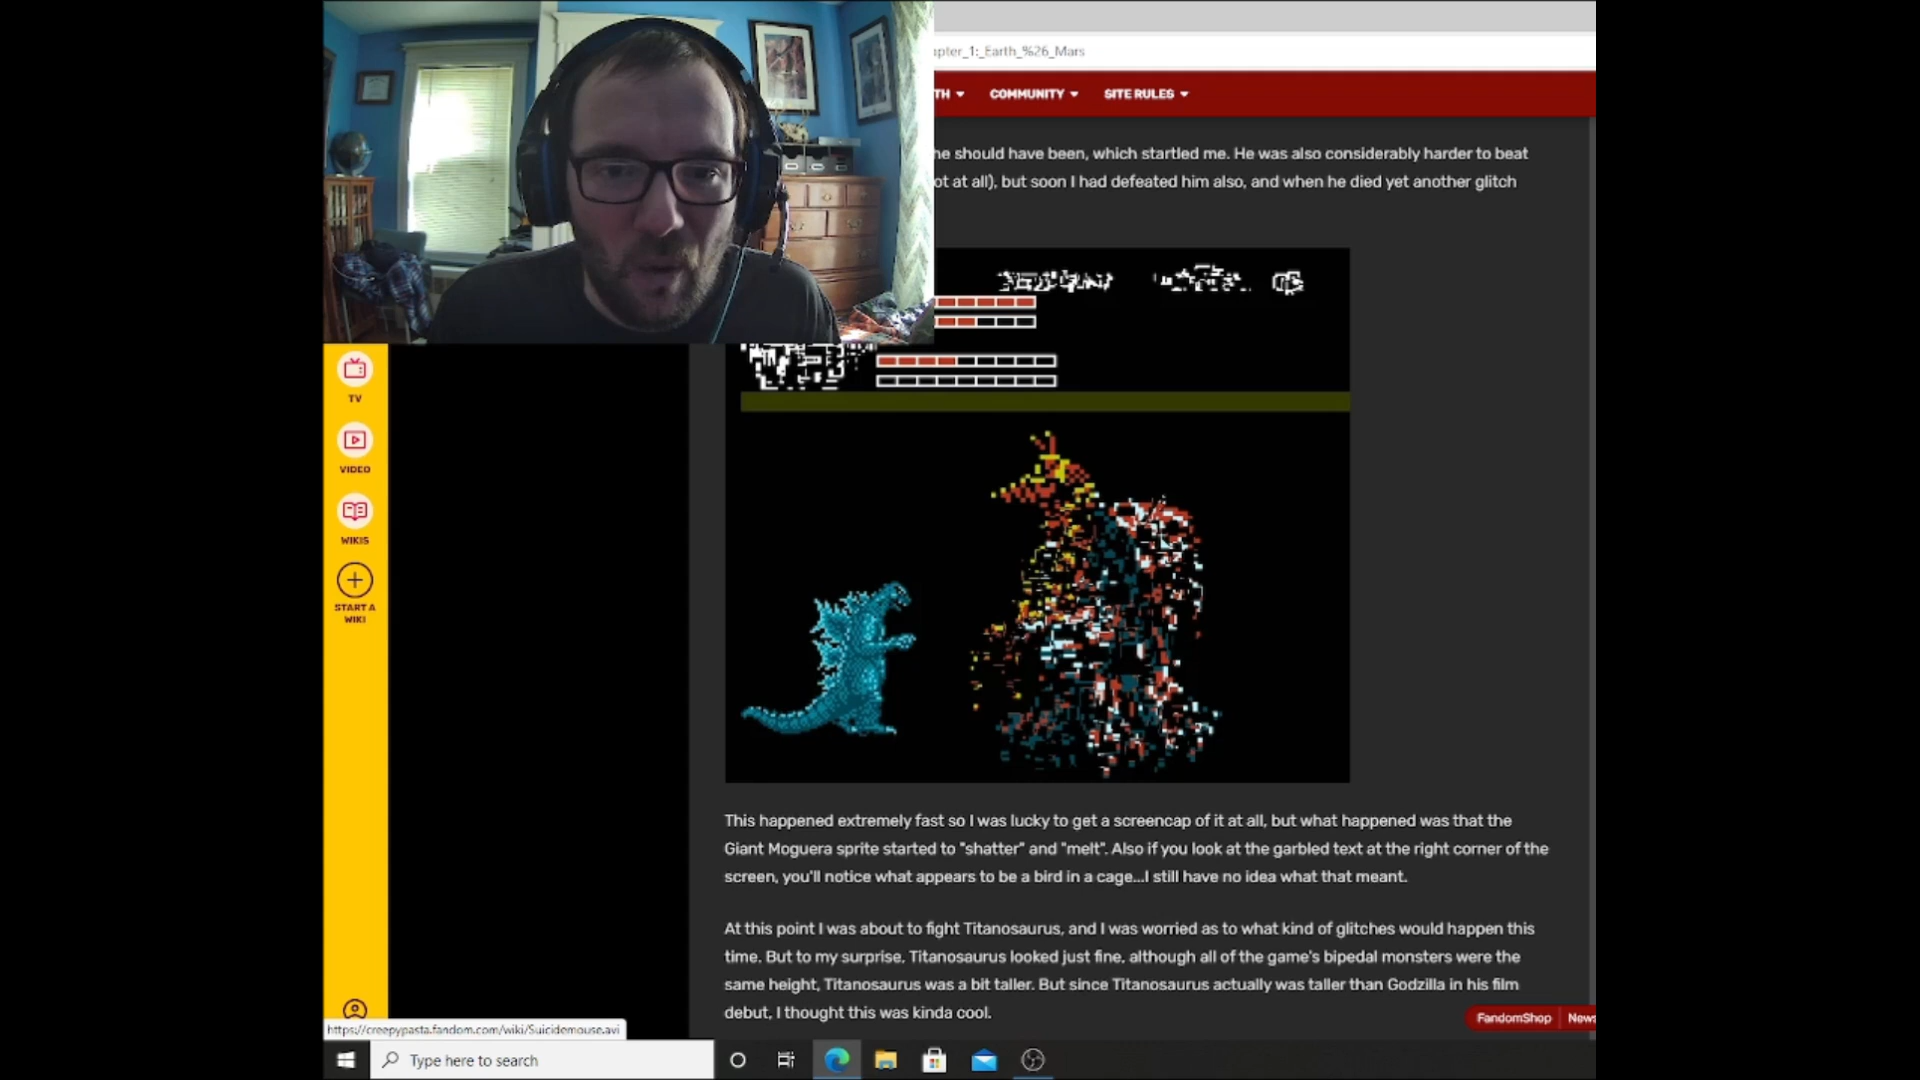 apter_1:_Earth_%26_Mars
TH
COMMUNITY
SITE RULES
he should have been, which startled me. He was also considerably harder to beat
ot at all), but soon I had defeated him also, and when he died yet another glitch
TV
VIDEO
WIKIS
START A
WIKI
This happened extremely fast so I was lucky to get a screencap of it at all, but what happened was that the
Giant Moguera sprite started to "shatter" and "melt". Also if you look at the garbled text at the right corner of the
screen, you'll notice what appears to be a bird in a cage...I still have no idea what that meant.
At this point I was about to fight Titanosaurus, and I was worried as to what kind of glitches would happen this
time. But to my surprise, Titanosaurus looked just fine, although all of the game's bipedal monsters were the
same height, Titanosaurus was a bit taller. But since Titanosaurus actually was taller than Godzilla in his film
debut, I thought this was kinda cool.
FandomShop
News
https://creepypasta.fandom.com/wiki/Suicidemouse.avi
Type here to search